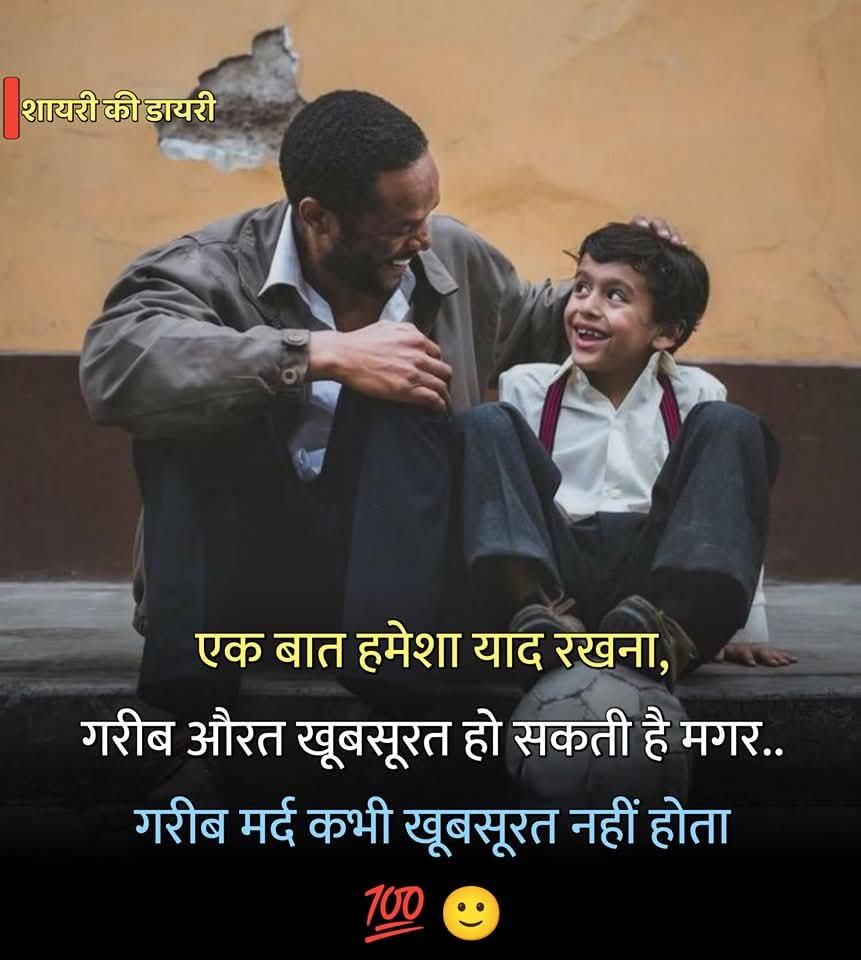 शायरी की डायरी
एक बात हमेशा याद रखना,
गरीब औरत खूबसूरत हो सकती है मगर..
गरीब मर्द कभी खूबसूरत नहीं होता
💯 🙂